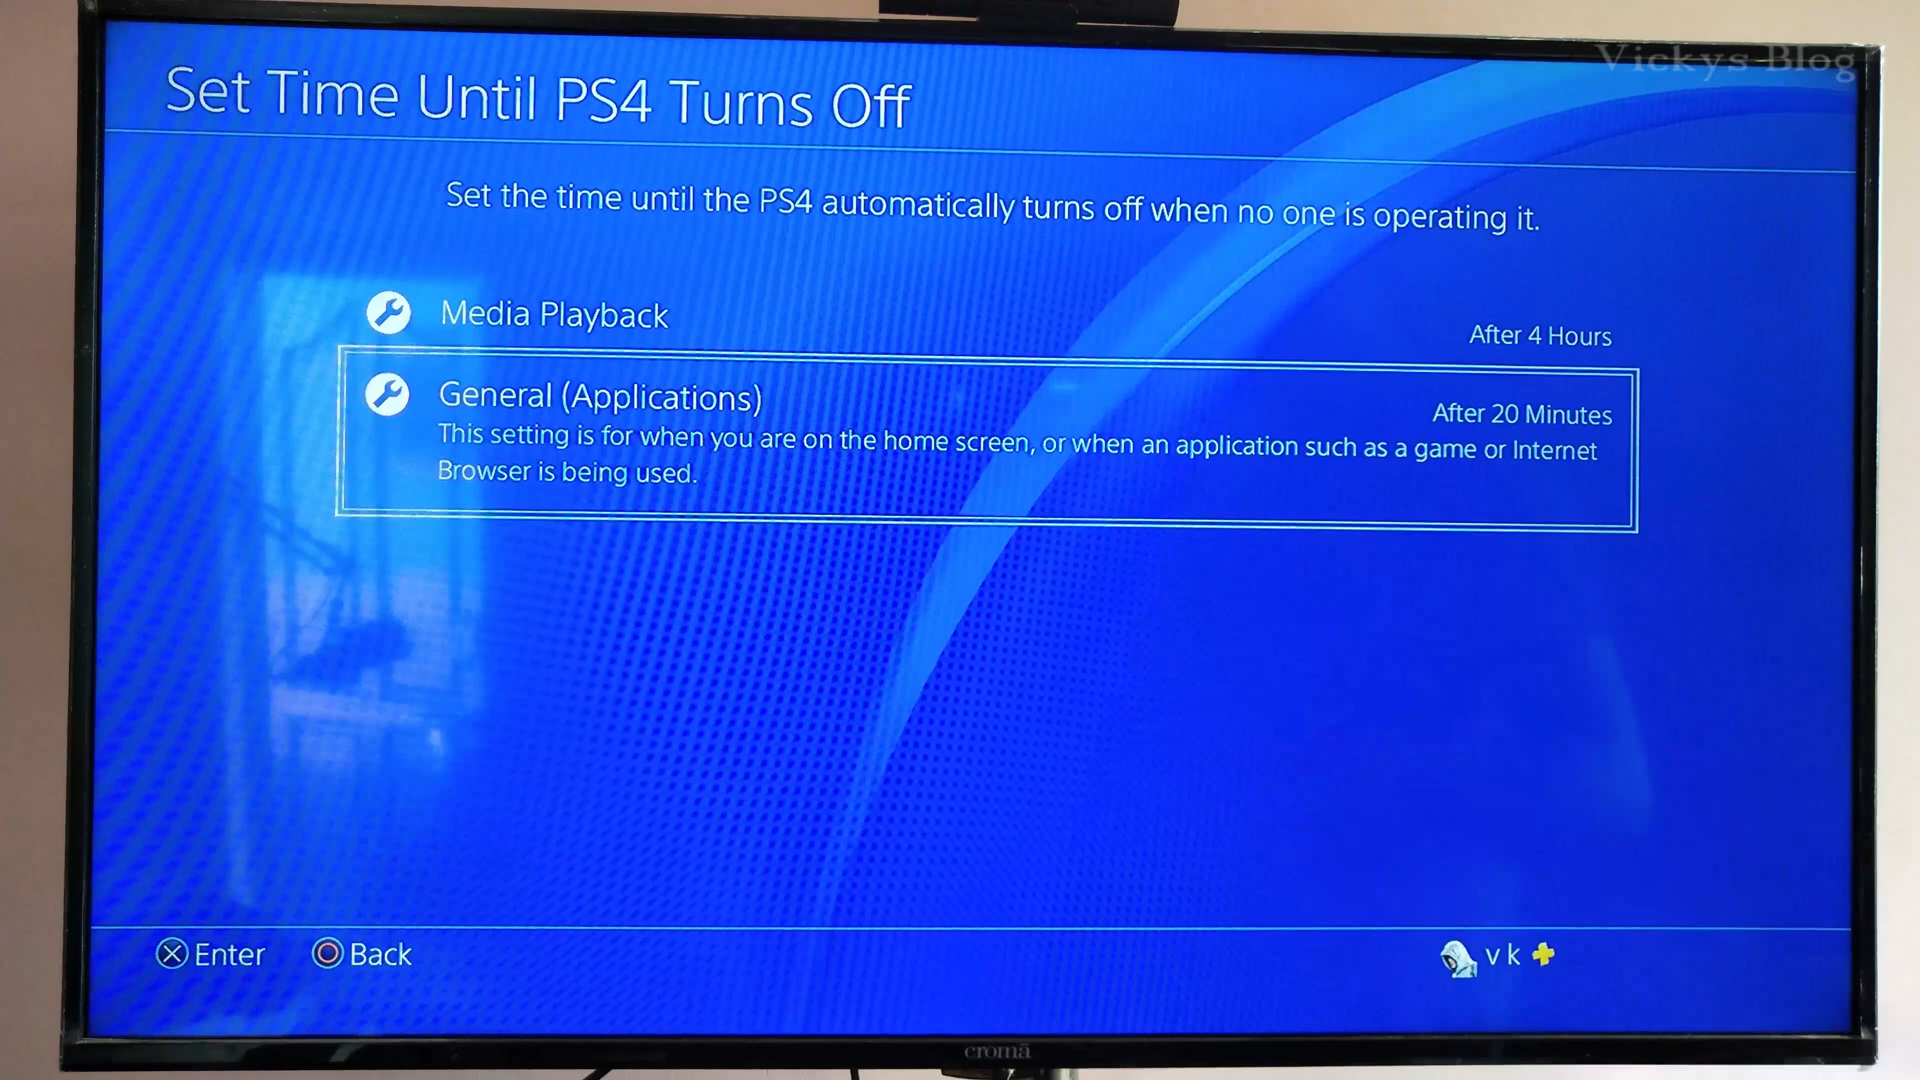 Vickys Blog
Set Time Until PS4 Turns Off
Set the time until the PS4 automatically turns off when no one is operating it.
Media Playback
After 4 Hours
General (Applications)
After 20 Minutes
This setting is for when you are on the home screen, or when an application such as a game or Internet
Browser is being used.
Enter
Back
v k
cromā